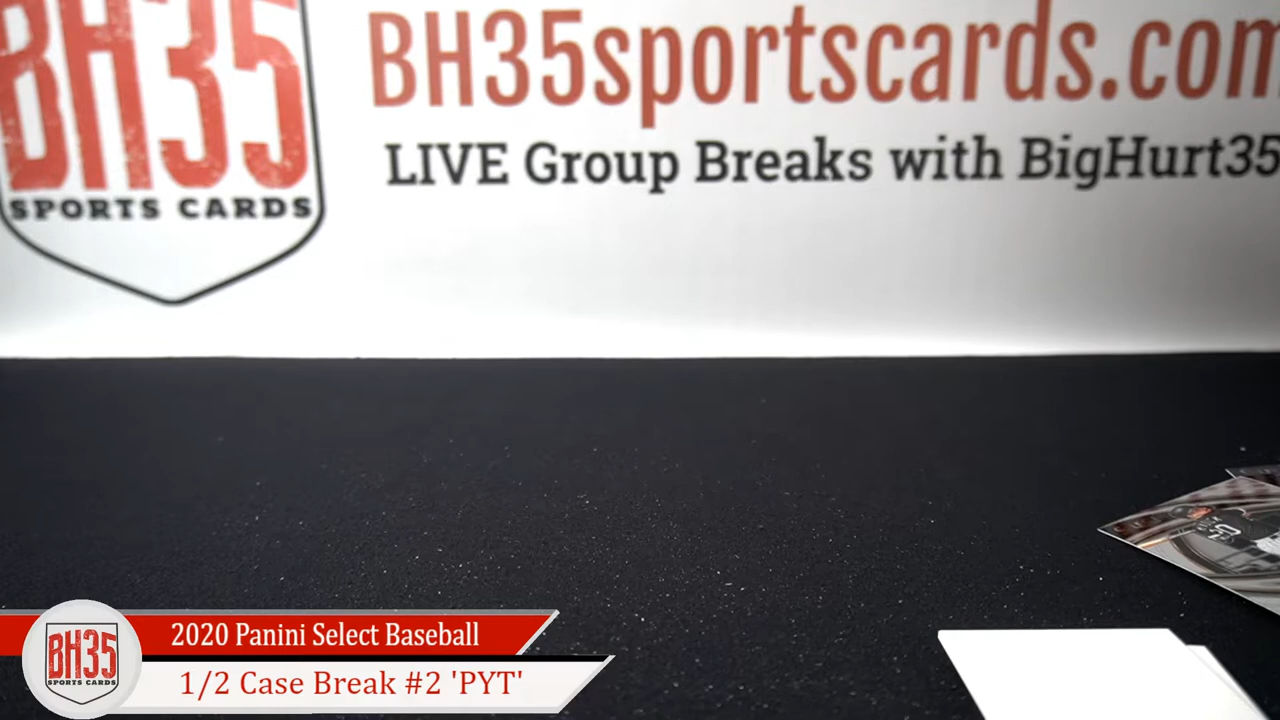 BH35
SPORTS CARDS
BH35sportscards.com
LIVE Group Breaks with BigHurt35
2020 Panini Select Baseball
1/2 Case Break #2 'PYT'
BH35
SPORTS CARDS